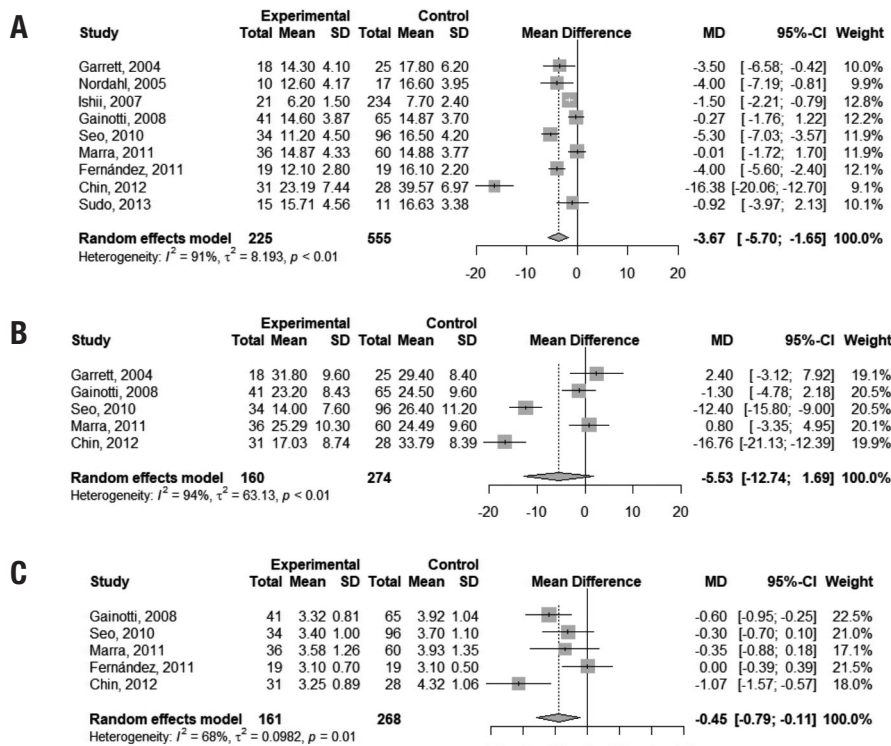 A
Experimental Control
Study Total Mean SD Total Mean SD Mean Difference MD 95%-CI Weight
Garrett, 2004 18 14.30 4.10 25 17.80 6.20 -3.50 [ -6.58; -0.42] 10.0%
Nordahl, 2005 10 12.60 4.17 17 16.60 3.95 -4.00 [ -7.19; -0.81] 9.9%
Ishii, 2007 21 6.20 1.50 234 7.70 2.40 -1.50 [ -2.21; -0.79] 12.8%
Gainotti, 2008 41 14.60 3.87 65 14.87 3.70 -0.27 [ -1.76; 1.22] 12.2%
Seo, 2010 34 11.20 4.50 96 16.50 4.20 -5.30 [ -7.03; -3.57] 11.9%
Marra, 2011 36 14.87 4.33 60 14.88 3.77 -0.01 [ -1.72; 1.70] 11.9%
Fernández, 2011 19 12.10 2.80 19 16.10 2.20 -4.00 [ -5.60; -2.40] 12.1%
Chin, 2012 31 23.19 7.44 28 39.57 6.97 -16.38 [-20.06; -12.70] 9.1%
Sudo, 2013 15 15.71 4.56 11 16.63 3.38 -0.92 [ -3.97; 2.13] 10.1%
Random effects model 225 555 -3.67 [ -5.70; -1.65] 100.0%
Heterogeneity: I² = 91%, τ² = 8.193, p < 0.01
-20 -10 0 10 20
B
Experimental Control
Study Total Mean SD Total Mean SD Mean Difference MD 95%-CI Weight
Garrett, 2004 18 31.80 9.60 25 29.40 8.40 2.40 [ -3.12; 7.92] 19.1%
Gainotti, 2008 41 23.20 8.43 65 24.50 9.60 -1.30 [ -4.78; 2.18] 20.5%
Seo, 2010 34 14.00 7.60 96 26.40 11.20 -12.40 [-15.80; -9.00] 20.5%
Marra, 2011 36 25.29 10.30 60 24.49 9.60 0.80 [ -3.35; 4.95] 20.1%
Chin, 2012 31 17.03 8.74 28 33.79 8.39 -16.76 [-21.13; -12.39] 19.9%
Random effects model 160 274 -5.53 [-12.74; 1.69] 100.0%
Heterogeneity: I² = 94%, τ² = 63.13, p < 0.01
-20 -10 0 10 20
C
Experimental Control
Study Total Mean SD Total Mean SD Mean Difference MD 95%-CI Weight
Gainotti, 2008 41 3.32 0.81 65 3.92 1.04 -0.60 [-0.95; -0.25] 22.5%
Seo, 2010 34 3.40 1.00 96 3.70 1.10 -0.30 [-0.70; 0.10] 21.0%
Marra, 2011 36 3.58 1.26 60 3.93 1.35 -0.35 [-0.88; 0.18] 17.1%
Fernández, 2011 19 3.10 0.70 19 3.10 0.50 0.00 [-0.39; 0.39] 21.5%
Chin, 2012 31 3.25 0.89 28 4.32 1.06 -1.07 [-1.57; -0.57] 18.0%
Random effects model 161 268 -0.45 [-0.79; -0.11] 100.0%
Heterogeneity: I² = 68%, τ² = 0.0982, p = 0.01